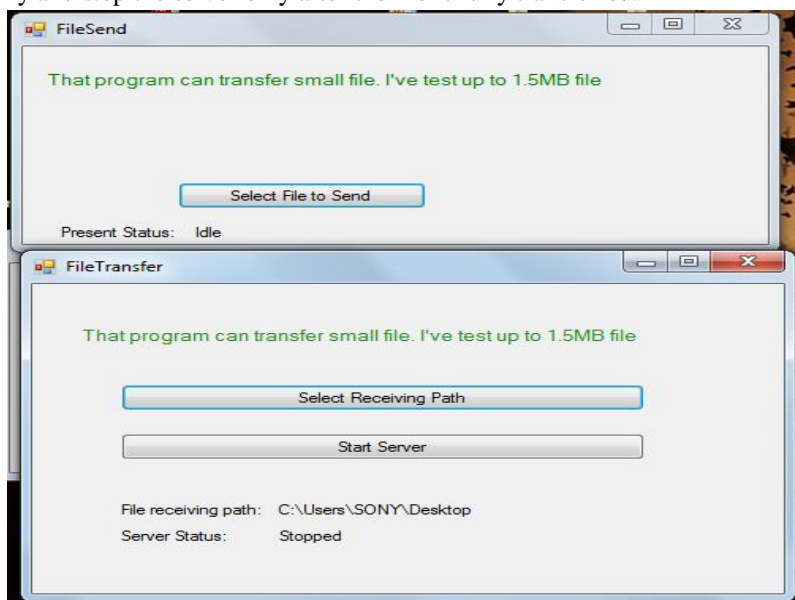 FileSend
That program can transfer small file. I've test up to 1.5MB file
Select File to Send
Present Status: Idle
FileTransfer
That program can transfer small file. I've test up to 1.5MB file
Select Receiving Path
Start Server
File receiving path: C:\Users\SONY\Desktop
Server Status: Stopped